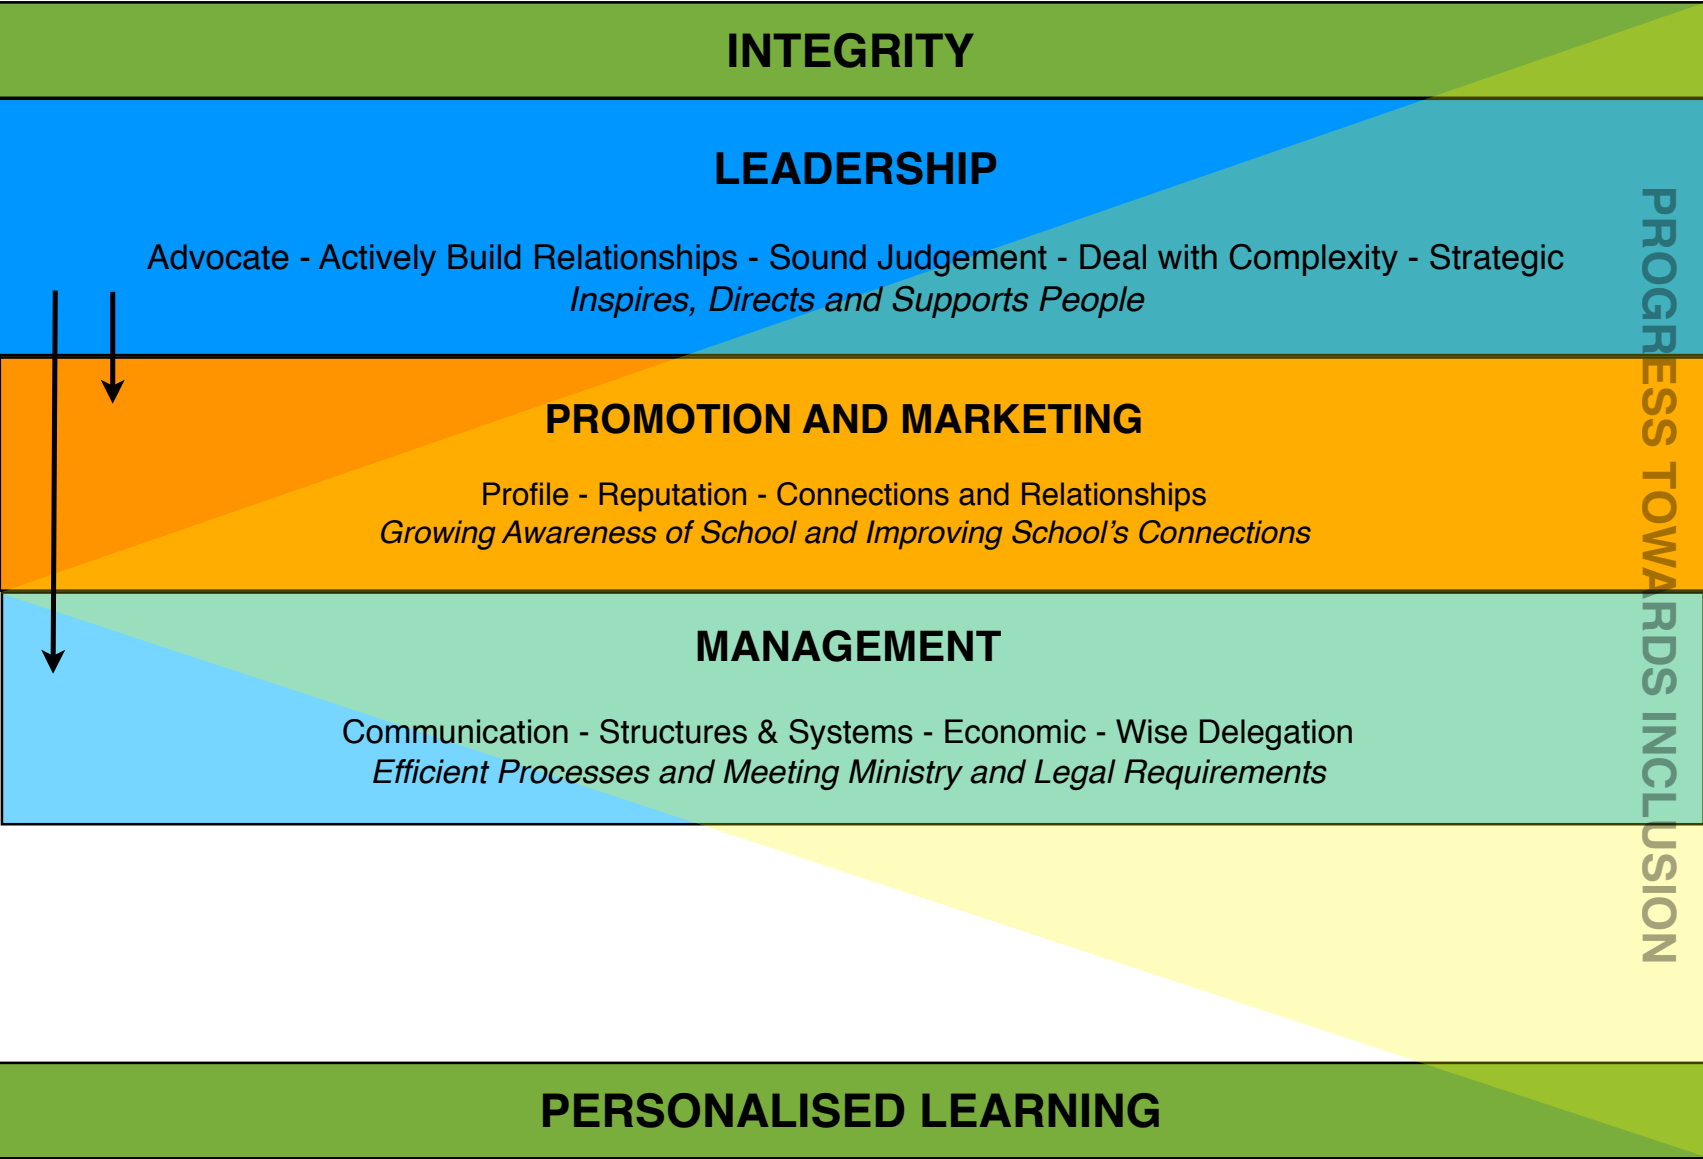 INTEGRITY
LEADERSHIP
Advocate - Actively Build Relationships - Sound Judgement - Deal with Complexity - Strategic
Inspires, Directs and Supports People
PROMOTION AND MARKETING
Profile - Reputation - Connections and Relationships
Growing Awareness of School and Improving School’s Connections
MANAGEMENT
Communication - Structures & Systems - Economic - Wise Delegation
Efficient Processes and Meeting Ministry and Legal Requirements
PROGRESS TOWARDS INCLUSION
PERSONALISED LEARNING